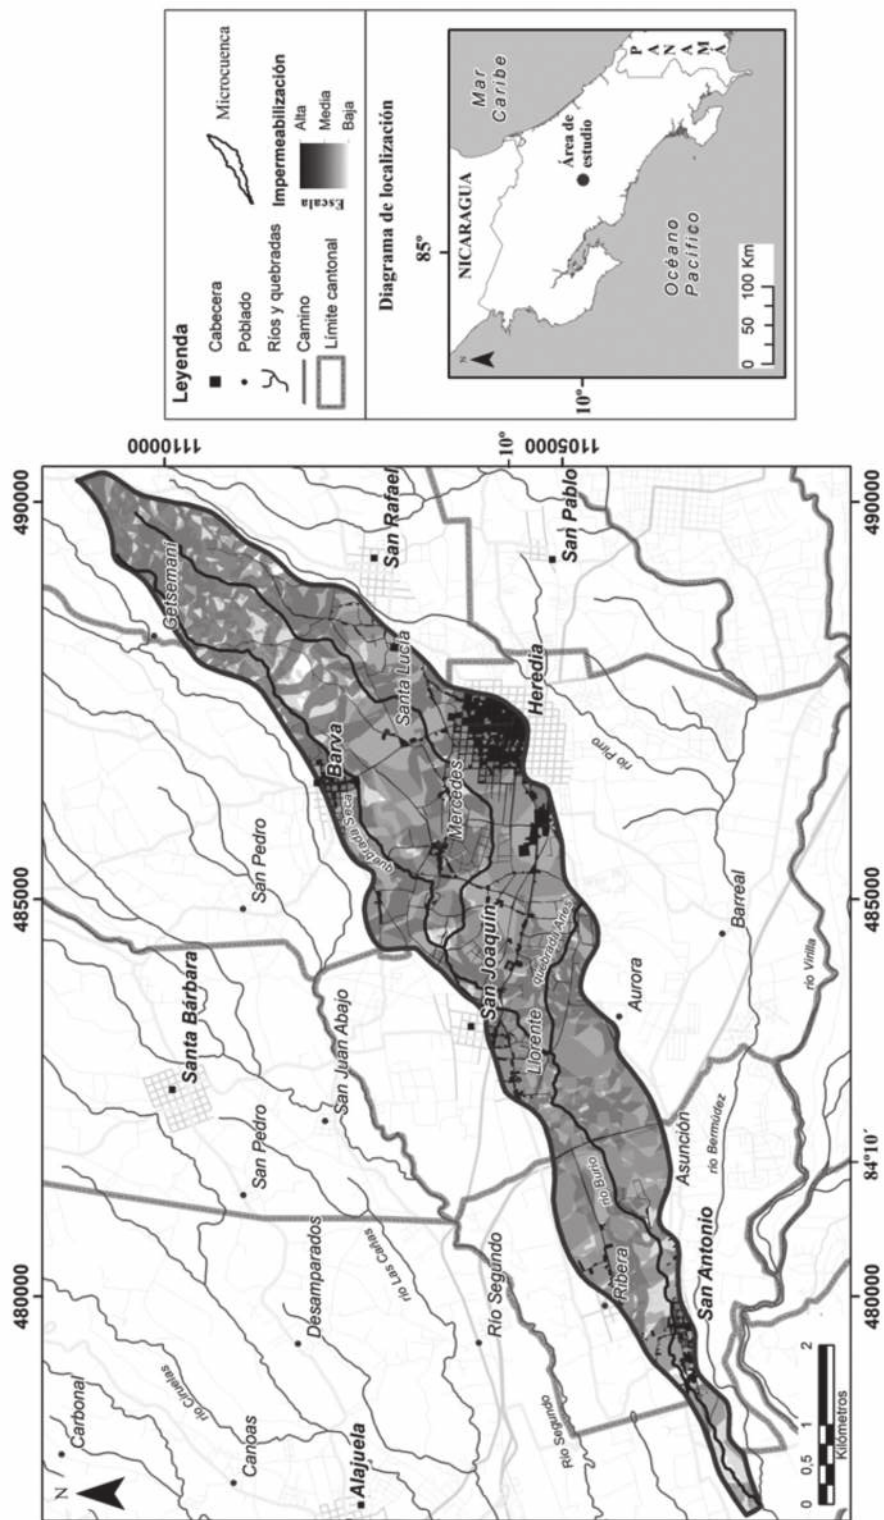 Leyenda
Cabecera
Poblado
Ríos y quebradas
Camino
Límite cantonal
Microcuenca
Impermeabilización
Escala
Alta
Media
Baja
Diagrama de localización
85°
10°
NICARAGUA
Mar
Caribe
PANAMÁ
Área de
estudio
Océano
Pacífico
N
0 50 100 Km
480000
485000
490000
1110000
10°
1105000
N
Carbonal
río Ciruelas
Canoas
Alajuela
Desamparados
San Pedro
Santa Bárbara
San Pedro
San Juan Abajo
río Las Cañas
Río Segundo
Río Segundo
Getsemaní
Barva
quebrada Seca
San Rafael
Santa Lucía
Mercedes
Heredia
San Pablo
río Pirro
San Joaquín
Llorente
quebrada Aries
Aurora
Barreal
río Virilla
río Burio
Ribera
Asunción
río Bermúdez
San Antonio
0 0,5 1 2
Kilómetros
480000
84°10´
485000
490000